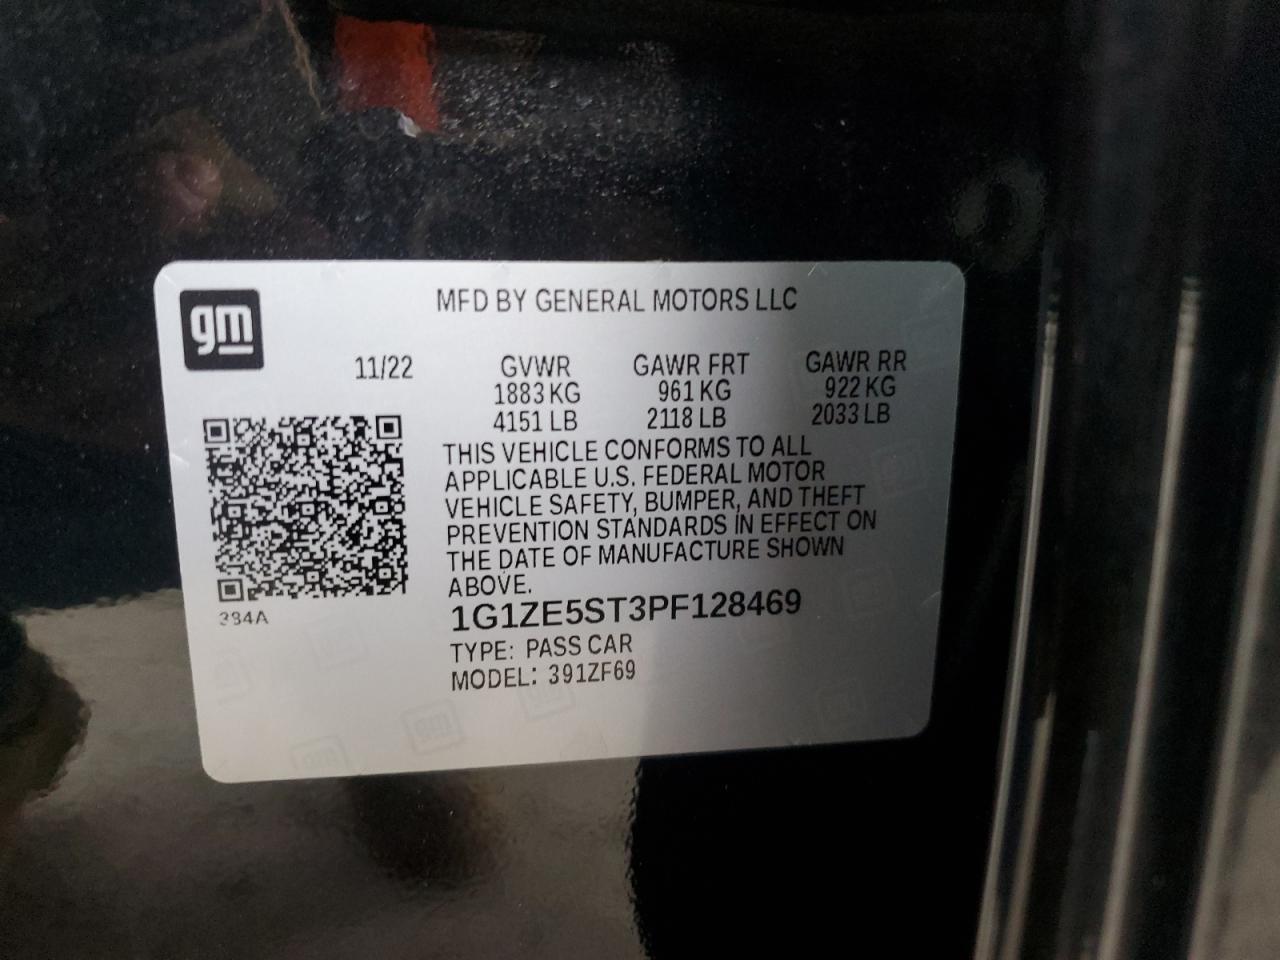 gm
MFD BY GENERAL MOTORS LLC
11/22 GVWR GAWR FRT GAWR RR
1883 KG 961 KG 922 KG
4151 LB 2118 LB 2033 LB
THIS VEHICLE CONFORMS TO ALL
APPLICABLE U.S. FEDERAL MOTOR
VEHICLE SAFETY, BUMPER, AND THEFT
PREVENTION STANDARDS IN EFFECT ON
THE DATE OF MANUFACTURE SHOWN
ABOVE.
394A
1G1ZE5ST3PF128469
TYPE: PASS CAR
MODEL: 391ZF69